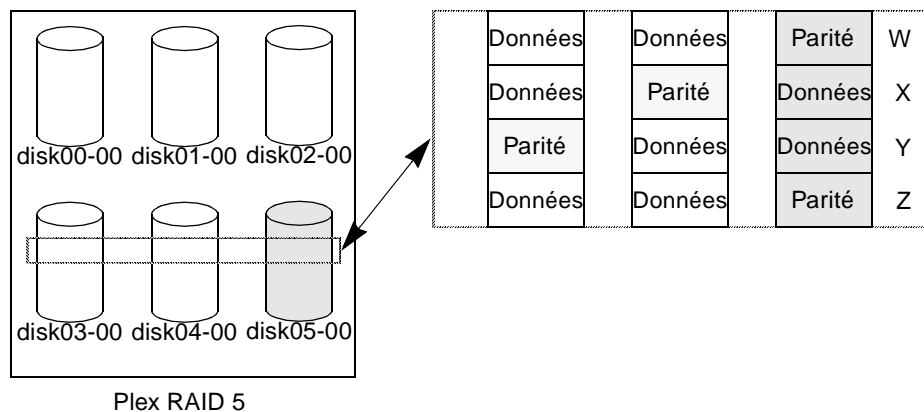 Données Données Parité W
Données Parité Données X
Parité Données Données Y
Données Données Parité Z
disk00-00 disk01-00 disk02-00
disk03-00 disk04-00 disk05-00
Plex RAID 5